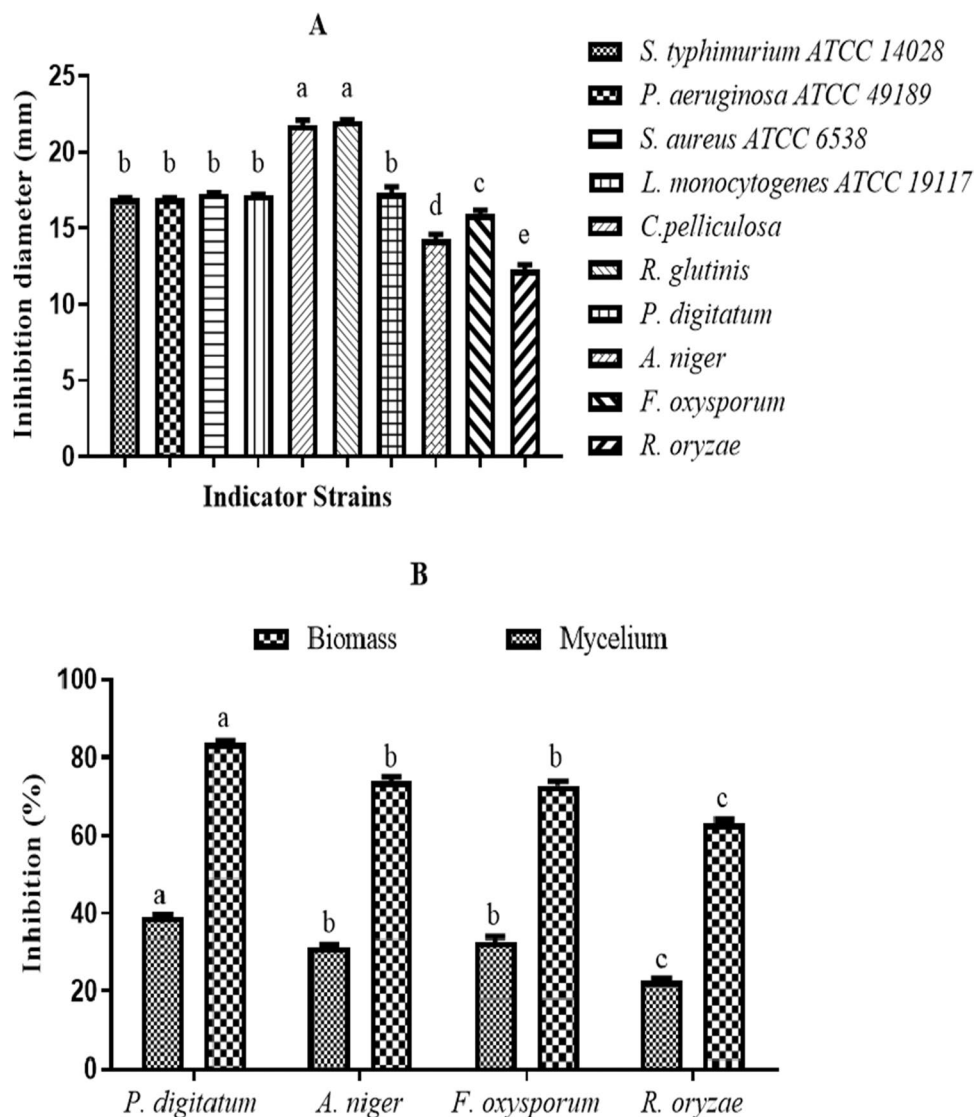 A
Inihibition diameter (mm)
25
20
15
10
5
0
b b b b a a b d c e
Indicator Strains
S. typhimurium ATCC 14028
P. aeruginosa ATCC 49189
S. aureus ATCC 6538
L. monocytogenes ATCC 19117
C.pelliculosa
R. glutinis
P. digitatum
A. niger
F. oxysporum
R. oryzae
B
Biomass Mycelium
Inhibition (%)
100
80
60
40
20
0
a a b b b b c c
P. digitatum A. niger F. oxysporum R. oryzae